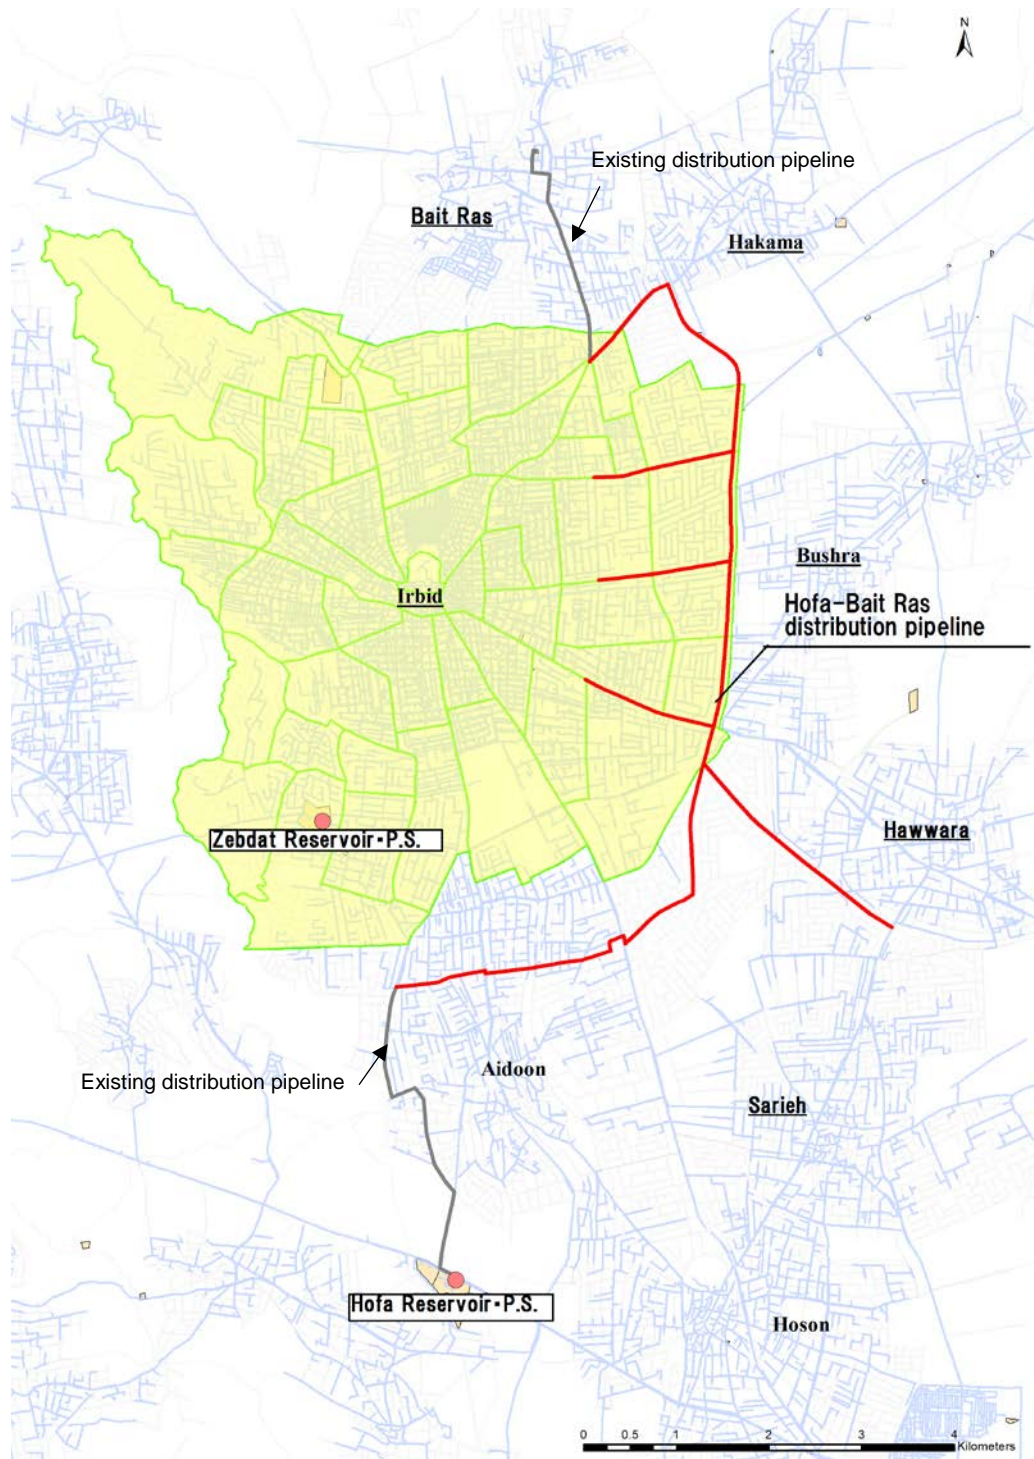 N
Existing distribution pipeline
Bait Ras
Hakama
Bushra
Irbid
Hofa-Bait Ras
distribution pipeline
Zebdat Reservoir・P.S.
Hawwara
Aidoon
Existing distribution pipeline
Sarieh
Hofa Reservoir・P.S.
Hoson
0 0.5 1 2 3 4
Kilometers